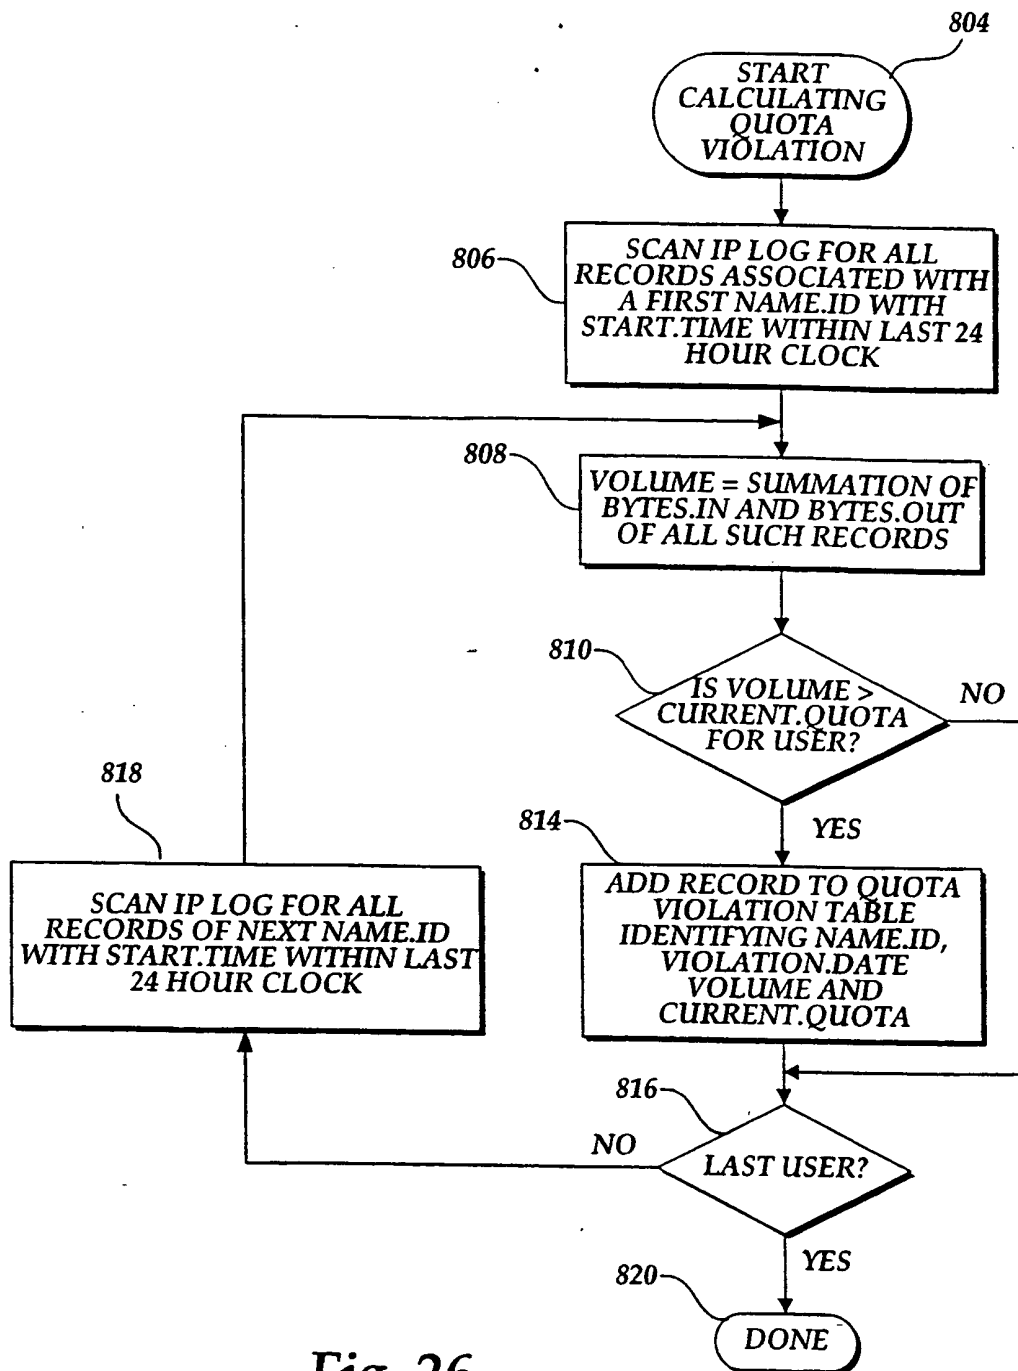 804
START
CALCULATING
QUOTA
VIOLATION
806
SCAN IP LOG FOR ALL
RECORDS ASSOCIATED WITH
A FIRST NAME.ID WITH
START.TIME WITHIN LAST 24
HOUR CLOCK
808
VOLUME = SUMMATION OF
BYTES.IN AND BYTES.OUT
OF ALL SUCH RECORDS
810
IS VOLUME >
CURRENT.QUOTA
FOR USER?
NO
YES
814
ADD RECORD TO QUOTA
VIOLATION TABLE
IDENTIFYING NAME.ID,
VIOLATION.DATE
VOLUME AND
CURRENT.QUOTA
818
SCAN IP LOG FOR ALL
RECORDS OF NEXT NAME.ID
WITH START.TIME WITHIN LAST
24 HOUR CLOCK
816
LAST USER?
NO
YES
820
DONE
Fig. 26